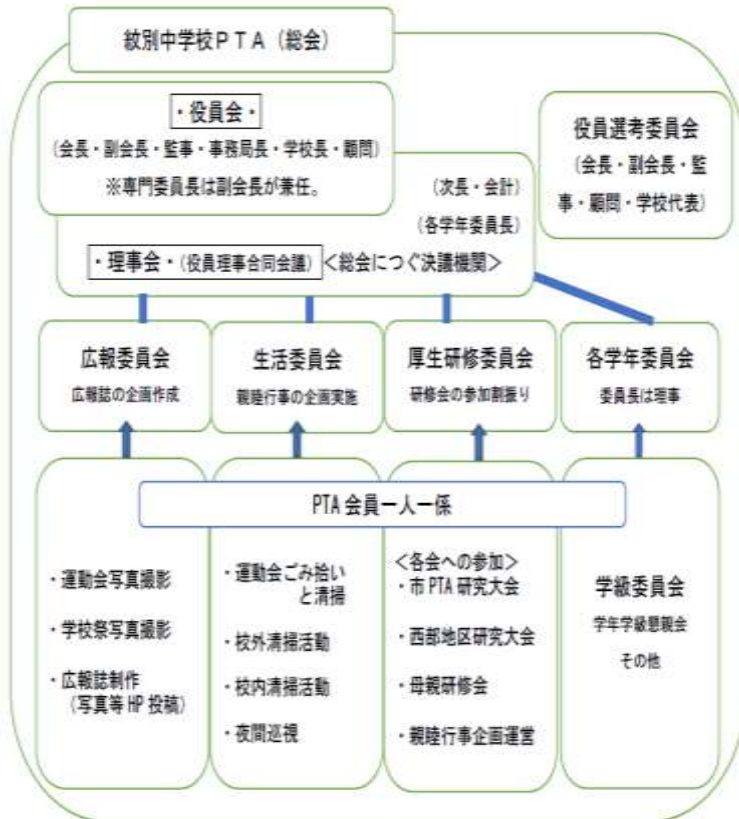 紋別中学校ＰＴＡ（総会）
・役員会・
(会長・副会長・監事・事務局長・学校長・顧問)
※専門委員長は副会長が兼任。
役員選考委員会
(会長・副会長・監
事・顧問・学校代表)
(次長・会計)
(各学年委員長)
・理事会・(役員理事合同会議)＜総会につぐ決議機関＞
広報委員会
広報誌の企画作成
生活委員会
親睦行事の企画実施
厚生研修委員会
研修会の参加割振り
各学年委員会
委員長は理事
PTA 会員一人一係
・運動会写真撮影
・学校祭写真撮影
・広報誌制作
(写真等 HP 投稿)
・運動会ごみ拾い
と清掃
・校外清掃活動
・校内清掃活動
・夜間巡視
＜各会への参加＞
・市 PTA 研究大会
・西部地区研究大会
・母親研修会
・親睦行事企画運営
学級委員会
学年学級懇親会
その他